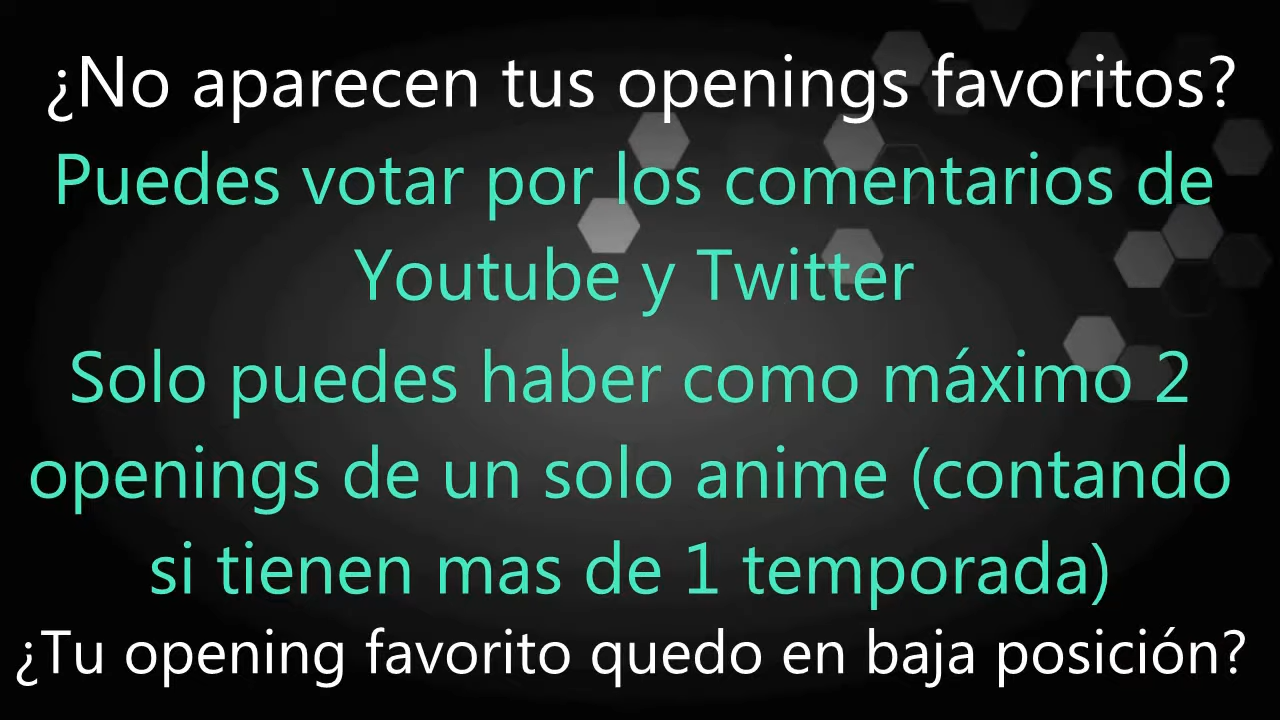 ¿No aparecen tus openings favoritos?
Puedes votar por los comentarios de
Youtube y Twitter
Solo puedes haber como máximo 2
openings de un solo anime (contando
si tienen mas de 1 temporada)
¿Tu opening favorito quedo en baja posición?